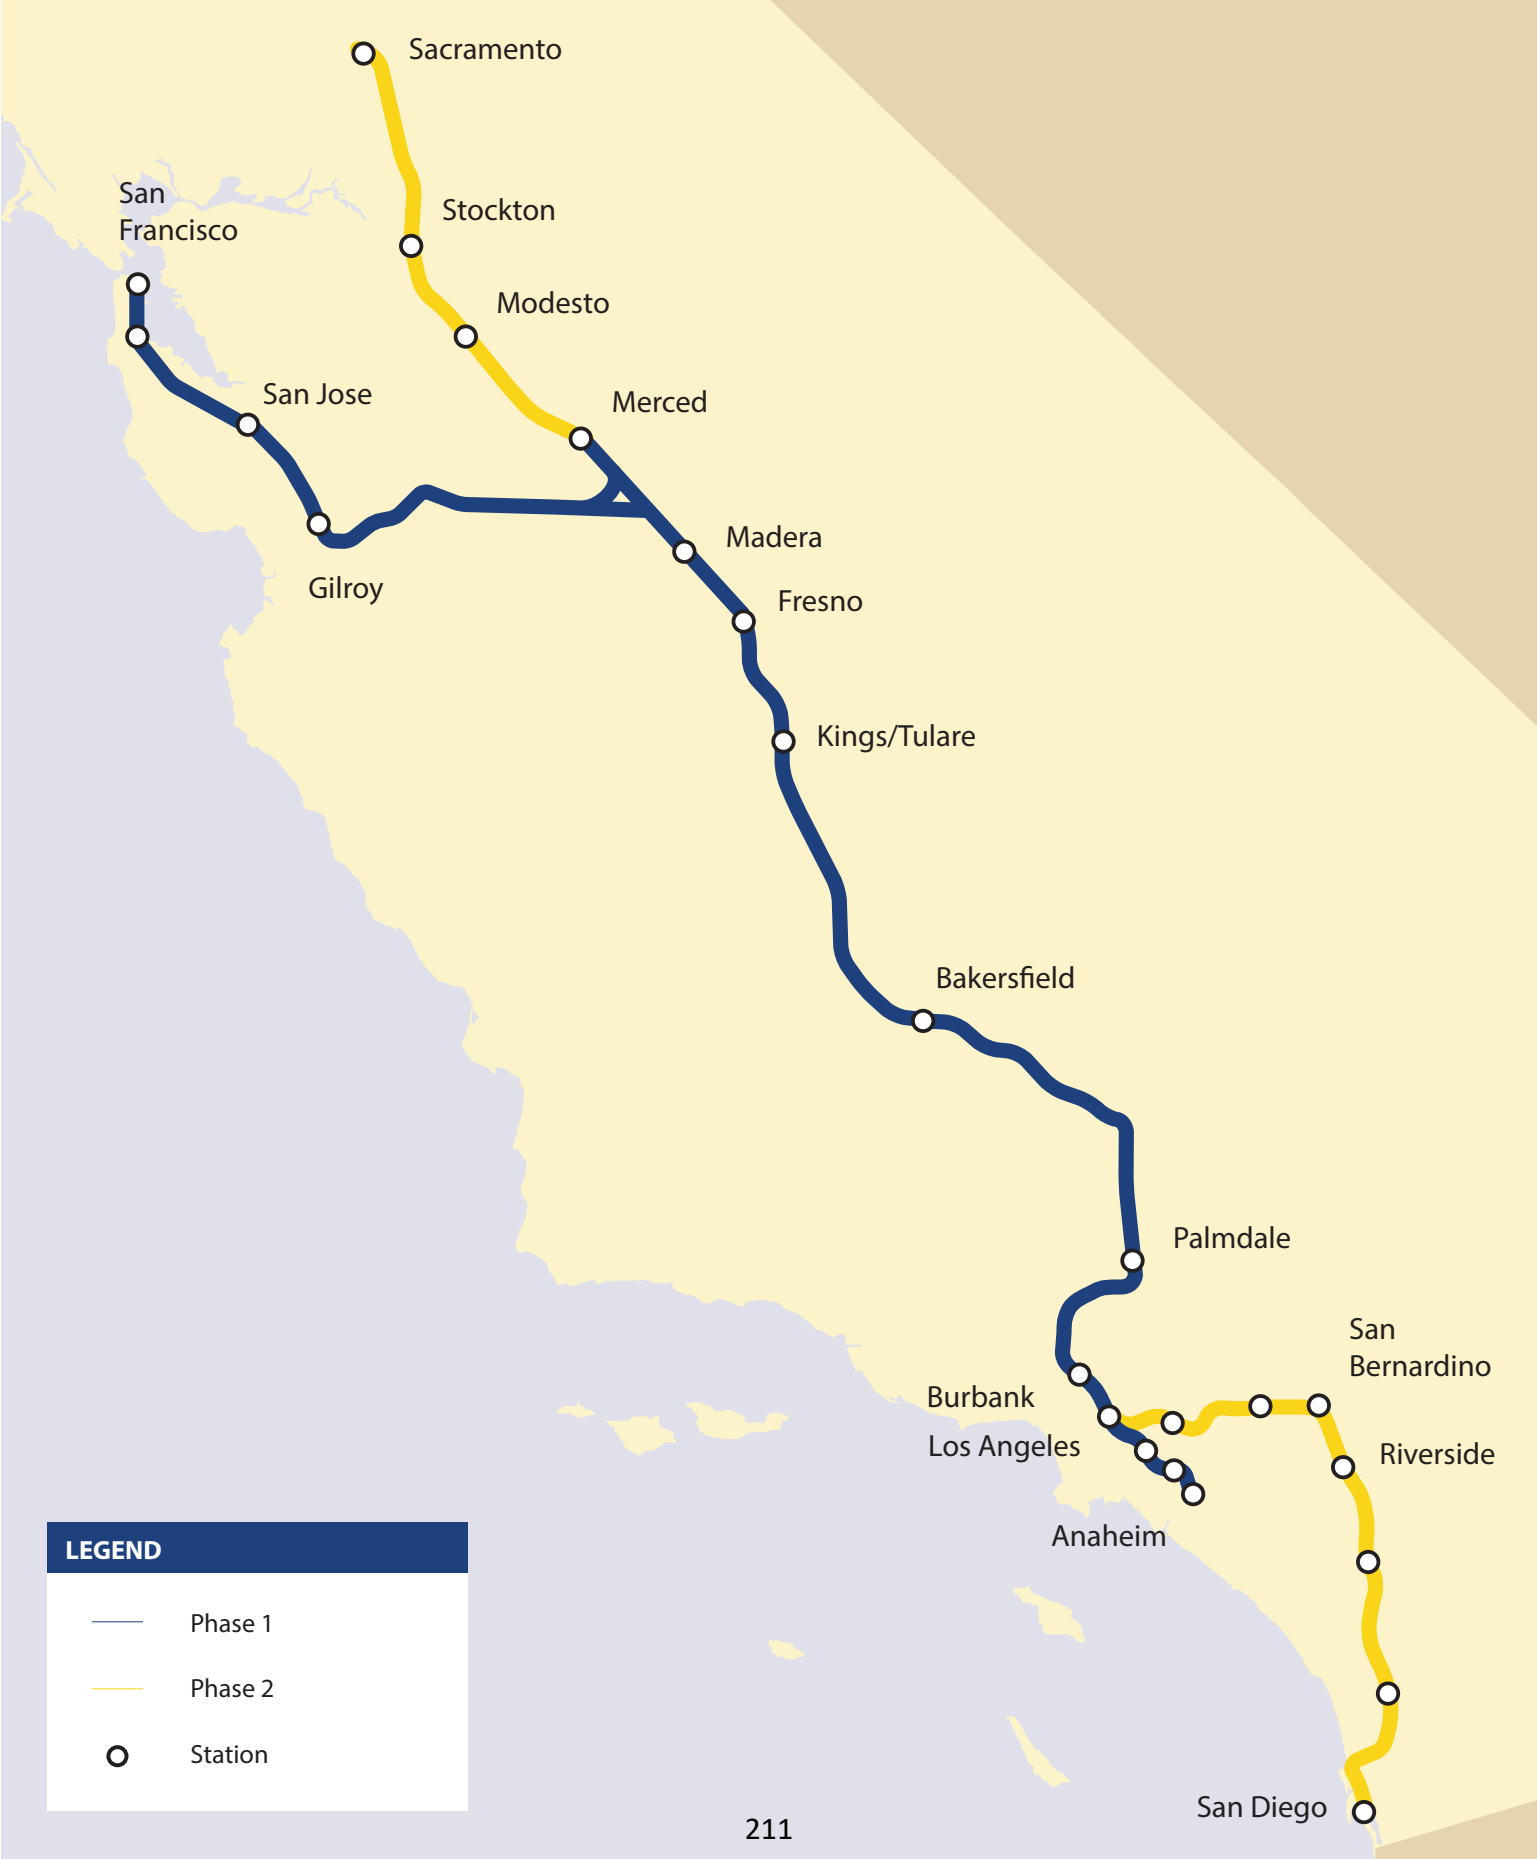 Sacramento
San
Francisco
Stockton
Modesto
San Jose
Merced
Madera
Gilroy
Fresno
Kings/Tulare
Bakersfield
Palmdale
San
Bernardino
Burbank
Los Angeles
Riverside
Anaheim
LEGEND
Phase 1
Phase 2
Station
San Diego
211